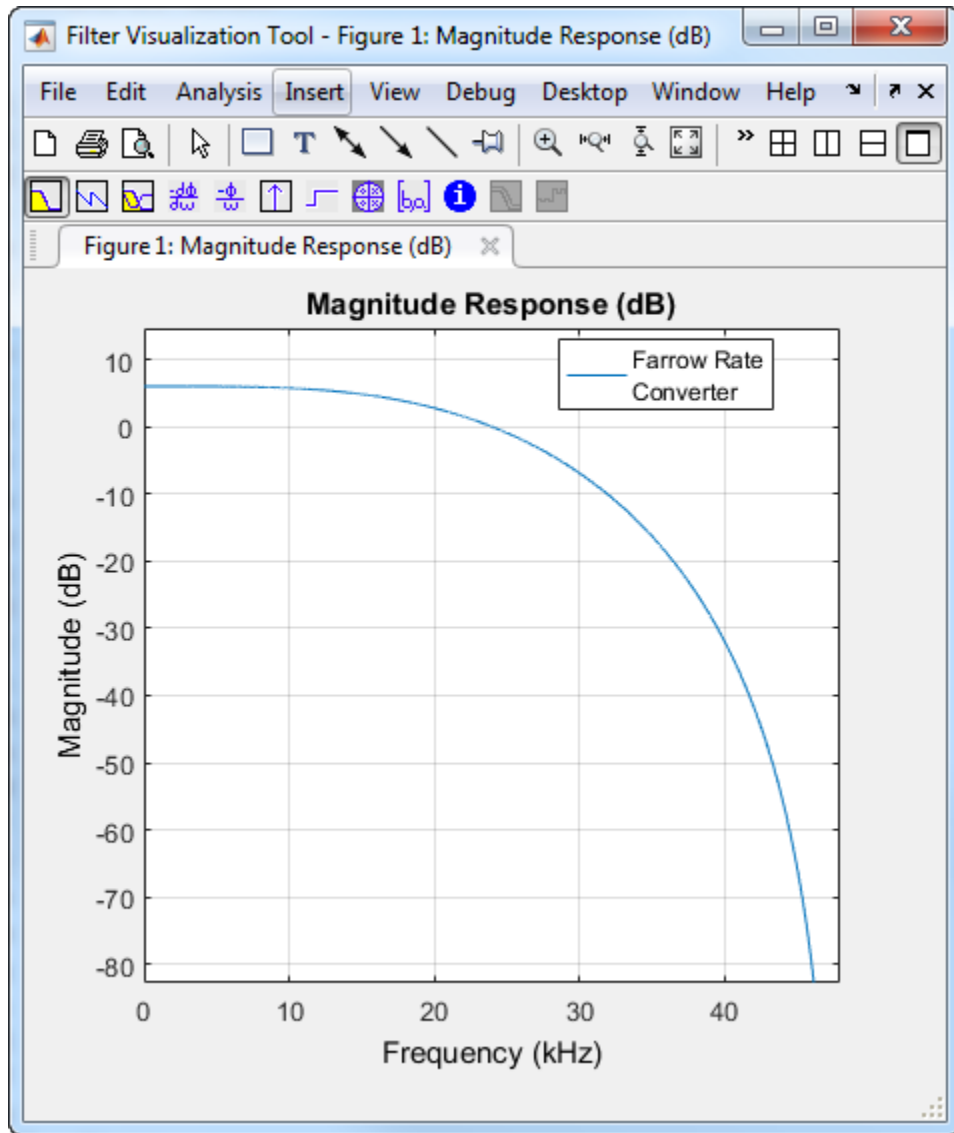 Filter Visualization Tool - Figure 1: Magnitude Response (dB)
File Edit Analysis Insert View Debug Desktop Window Help
T
[b,a] i
Figure 1: Magnitude Response (dB)
Magnitude Response (dB)
Farrow Rate
Converter
10
0
-10
-20
-30
-40
-50
-60
-70
-80
Magnitude (dB)
0 10 20 30 40
Frequency (kHz)